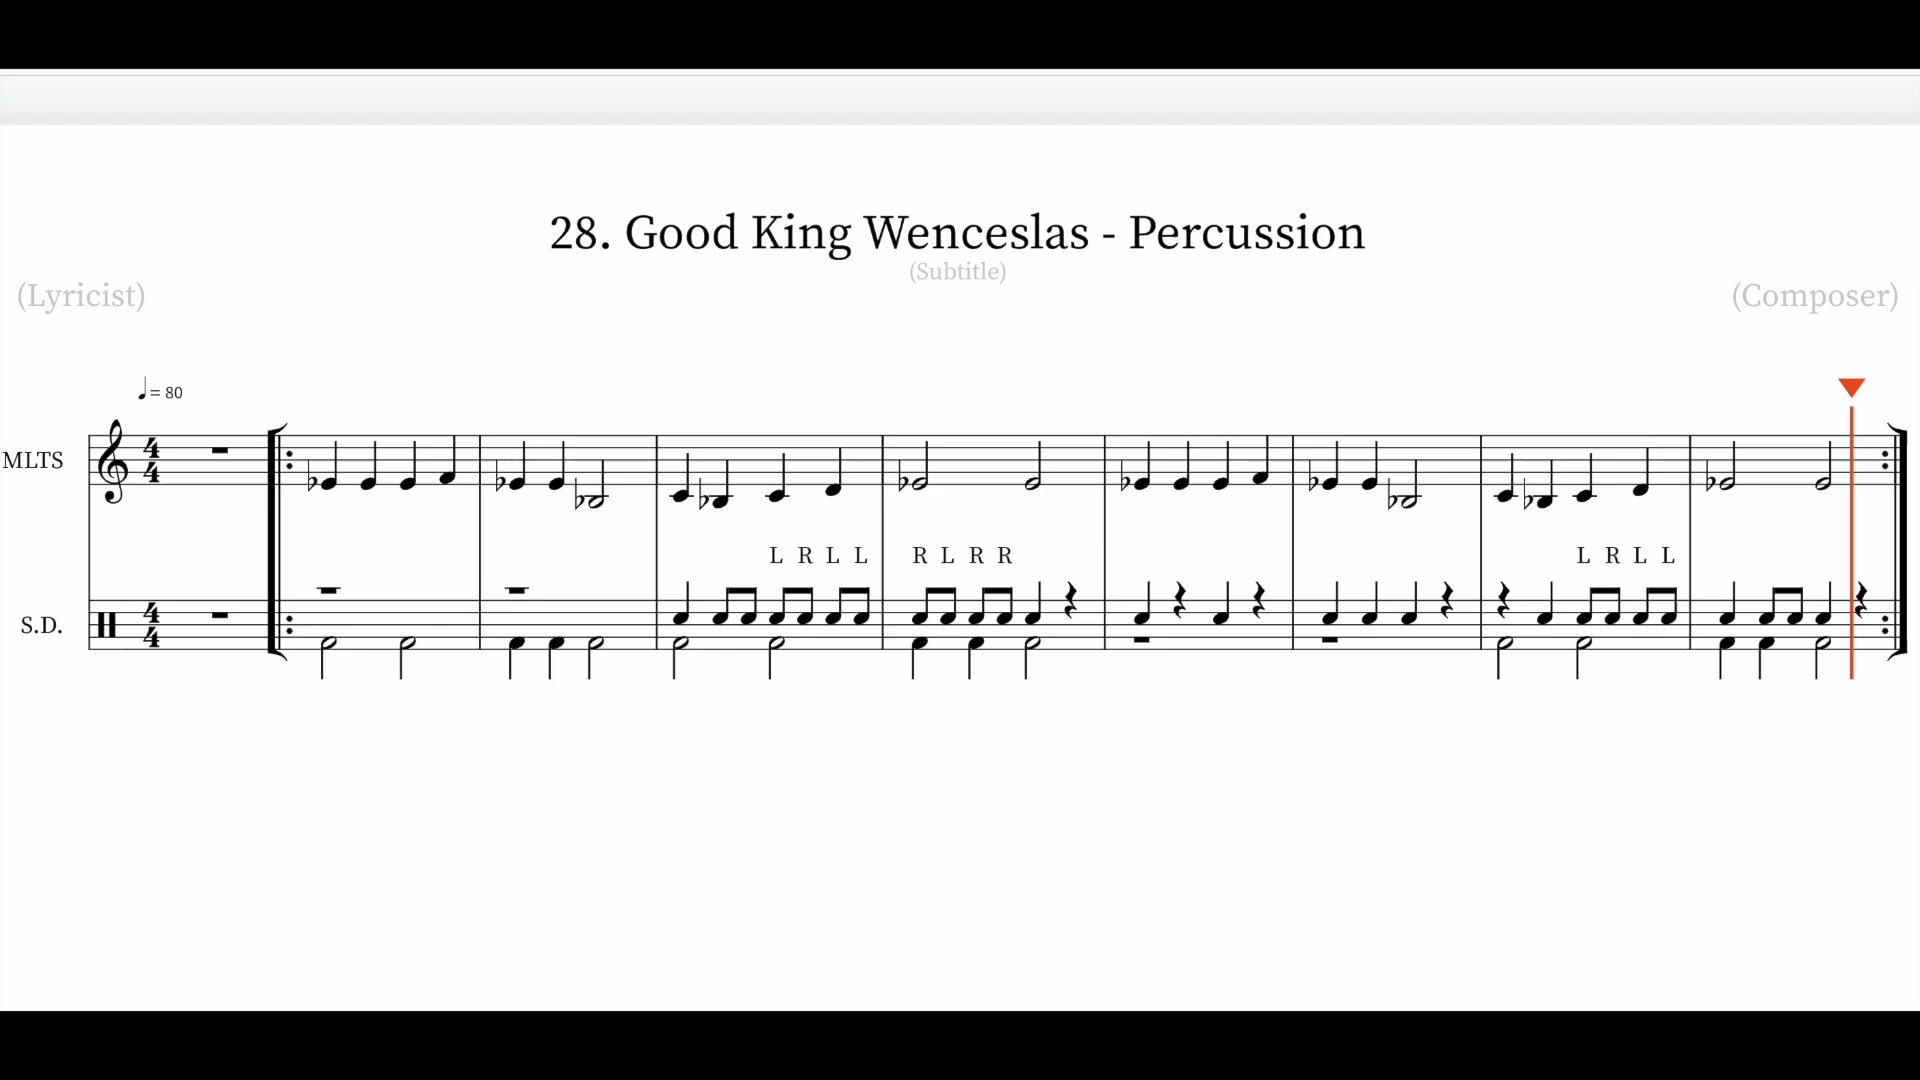 28. Good King Wenceslas - Percussion
(Subtitle)
(Lyricist)
(Composer)
= 80
MLTS
L R L L R L R R L R L L
S.D.